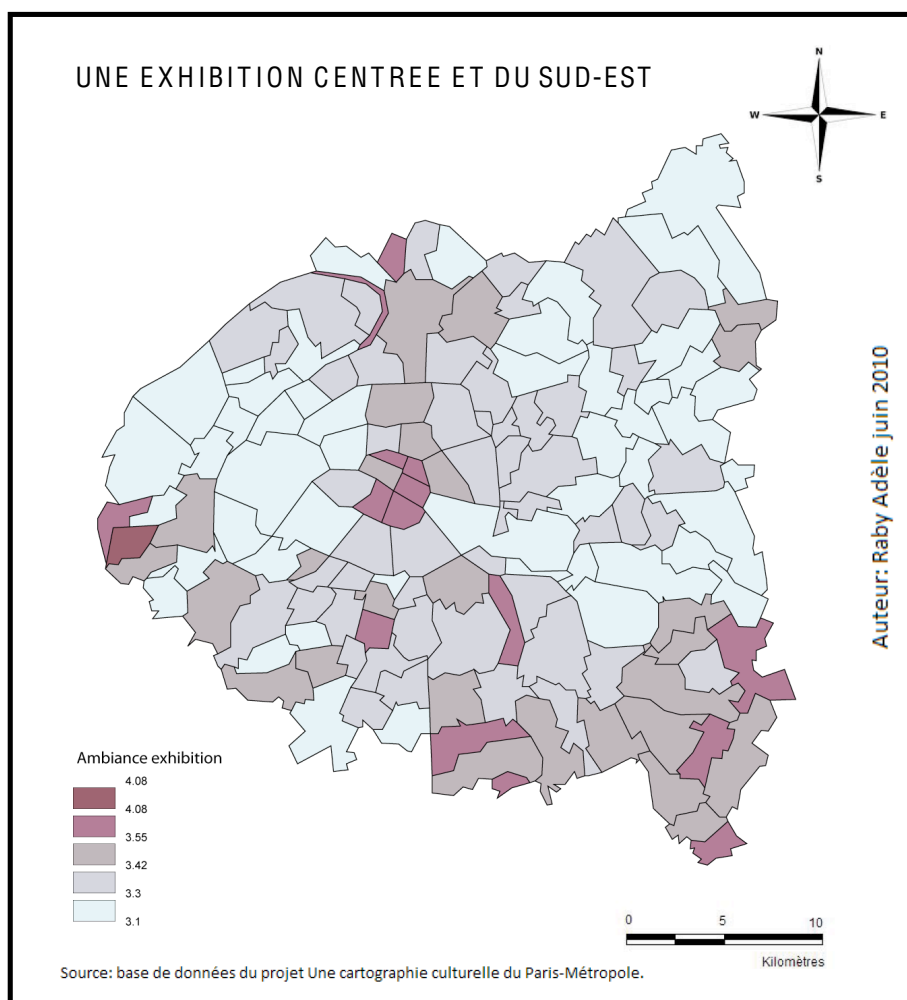 UNE EXHIBITION CENTREE ET DU SUD-EST
N
W
E
S
Auteur: Raby Adèle juin 2010
Ambiance exhibition
4.08
4.08
3.55
3.42
3.3
3.1
0 5 10
Kilomètres
Source: base de données du projet Une cartographie culturelle du Paris-Métropole.